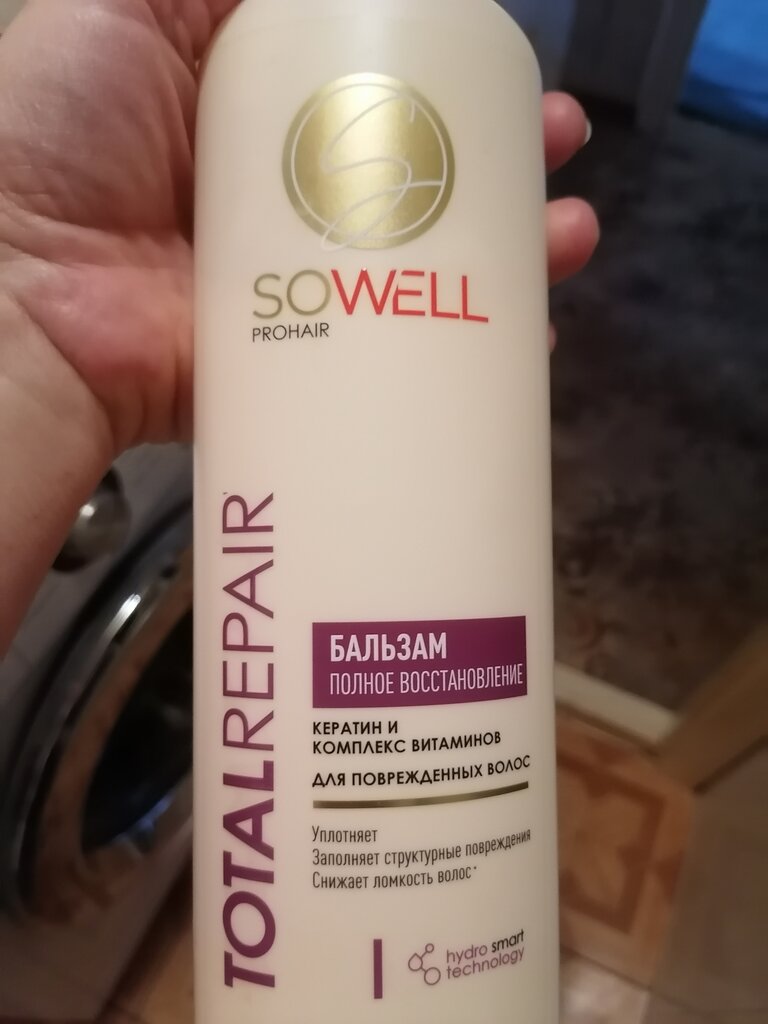 SOWELL
PROHAIR
TOTALREPAIR
БАЛЬЗАМ
ПОЛНОЕ ВОССТАНОВЛЕНИЕ
КЕРАТИН И
КОМПЛЕКС ВИТАМИНОВ
ДЛЯ ПОВРЕЖДЕННЫХ ВОЛОС
Уплотняет
Заполняет структурные повреждения
Снижает ломкость волос*
hydro smart
technology